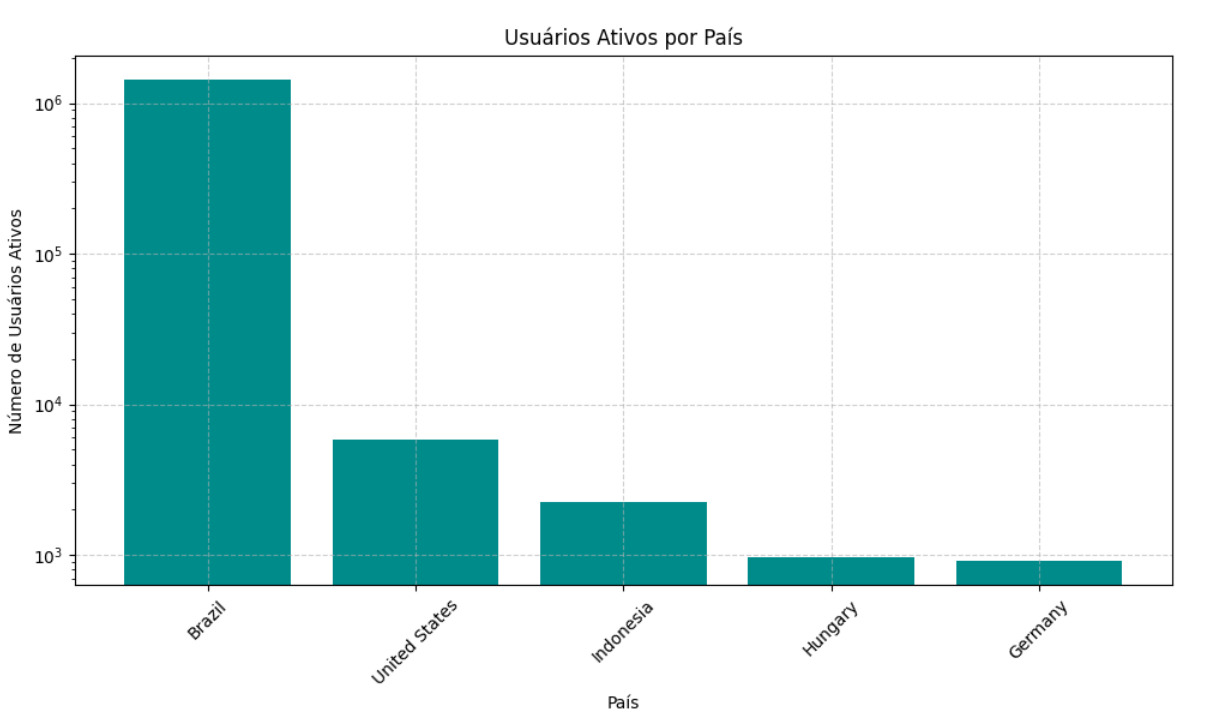 Usuários Ativos por País
Número de Usuários Ativos
10⁶
10⁵
10⁴
10³
Brazil
United States
Indonesia
Hungary
Germany
País